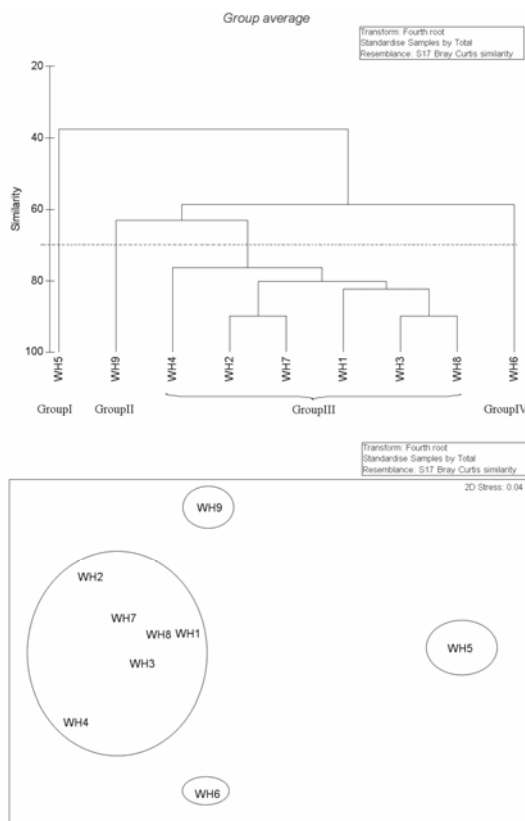 Group average
Transform: Fourth root
Standardise Samples by Total
Resemblance: S17 Bray Curtis similarity
20
40
60
80
100
Similarity
WH5
WH9
WH4
WH2
WH7
WH1
WH3
WH8
WH6
GroupI
GroupII
GroupIII
GroupIV
Transform: Fourth root
Standardise Samples by Total
Resemblance: S17 Bray Curtis similarity
2D Stress: 0.04
WH9
WH2
WH7
WH8
WH1
WH3
WH5
WH4
WH6